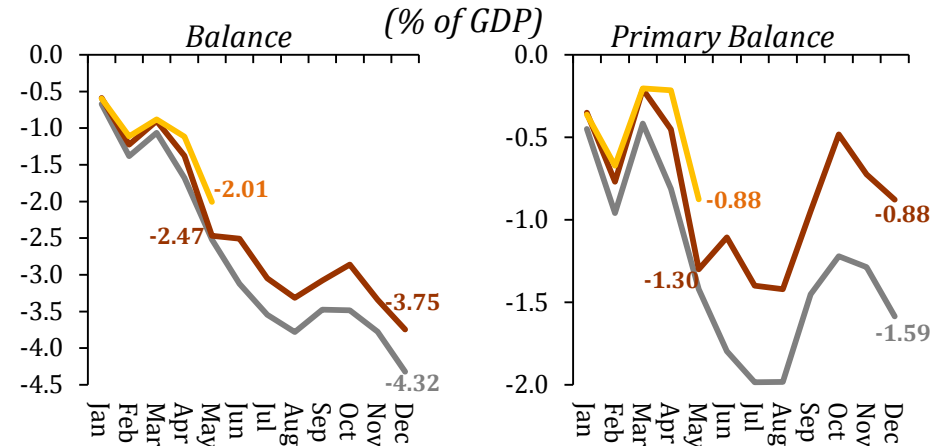 (% of GDP)
Balance
0.0
-0.5
-1.0
-1.5
-2.0
-2.5
-3.0
-3.5
-4.0
-4.5
-2.01
-2.47
-3.75
-4.32
Jan
Feb
Mar
Apr
May
Jun
Jul
Aug
Sep
Oct
Nov
Dec
Primary Balance
0.0
-0.5
-1.0
-1.5
-2.0
-0.88
-0.88
-1.30
-1.59
Jan
Feb
Mar
Apr
May
Jun
Jul
Aug
Sep
Oct
Nov
Dec